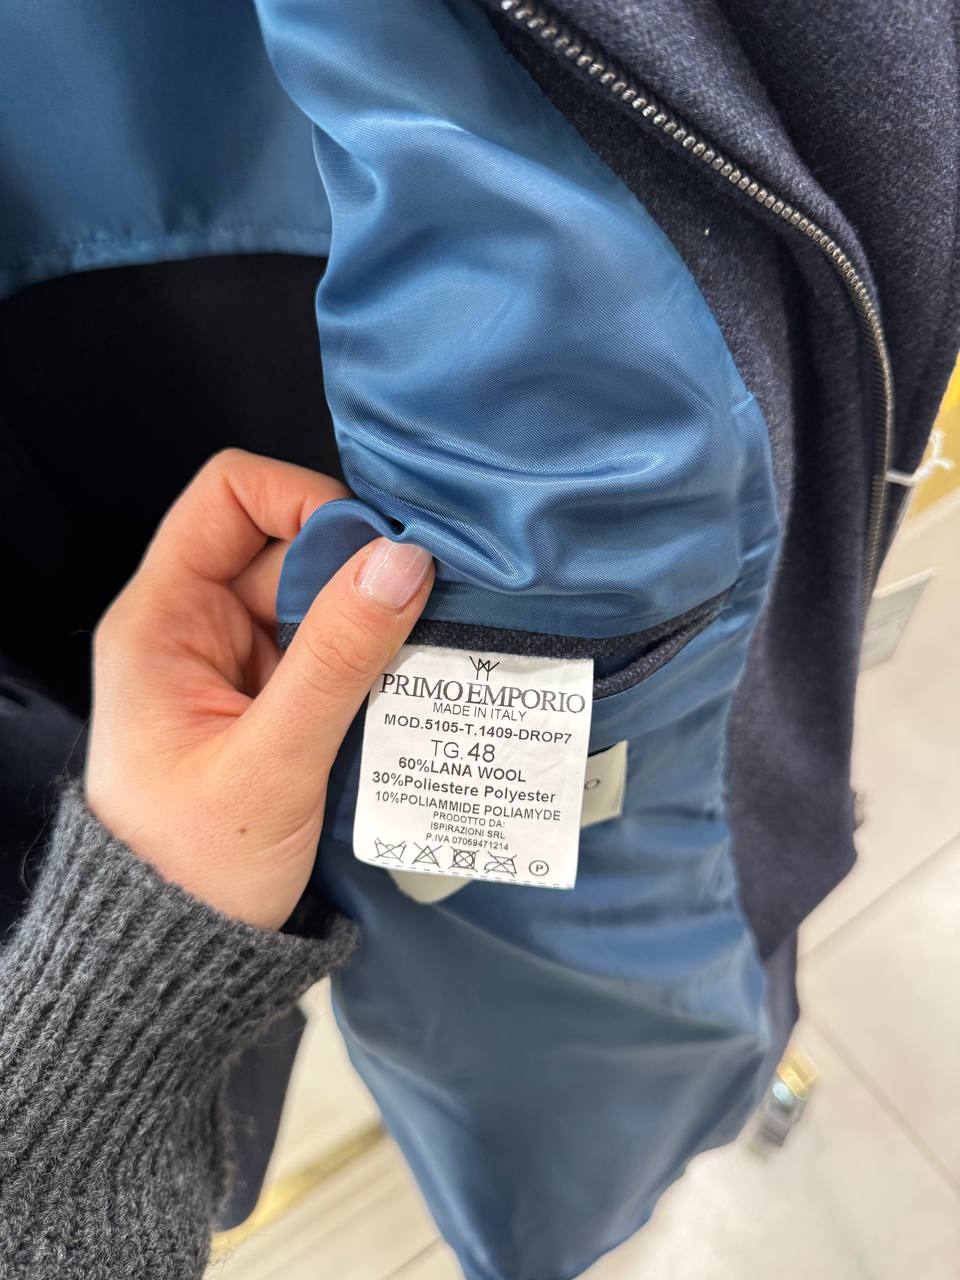 PRIMO EMPORIO
MADE IN ITALY
MOD.5105-T.1409-DROP7
TG.48
60%LANA WOOL
30%Poliestere Polyester
10%POLIAMMIDE POLIAMYDE
PRODOTTO DA:
ISPIRAZIONI SRL
P.IVA 07059471214
P
O